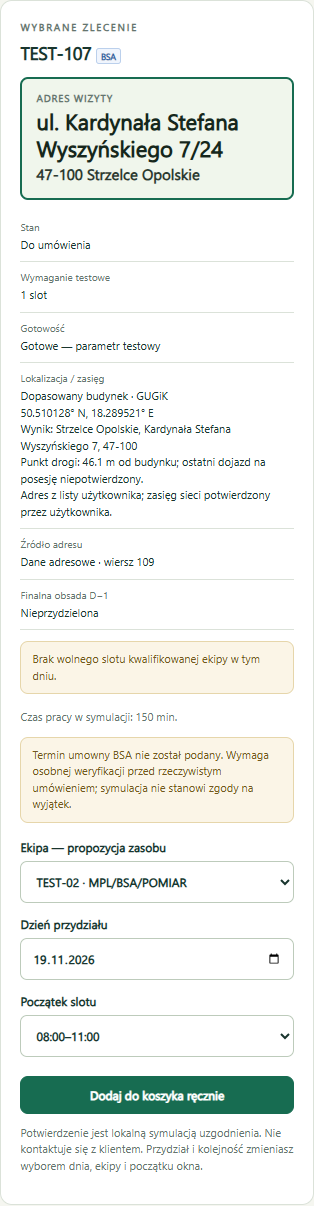 WYBRANE ZLECENIE
TEST-107 BSA
ADRES WIZYTY
ul. Kardynała Stefana
Wyszyńskiego 7/24
47-100 Strzelce Opolskie
Stan
Do umówienia
Wymaganie testowe
1 slot
Gotowość
Gotowe — parametr testowy
Lokalizacja / zasięg
Dopasowany budynek · GUGiK
50.510128° N, 18.289521° E
Wynik: Strzelce Opolskie, Kardynała Stefana
Wyszyńskiego 7, 47-100
Punkt drogi: 46.1 m od budynku; ostatni dojazd na
posesję niepotwierdzony.
Adres z listy użytkownika; zasięg sieci potwierdzony
przez użytkownika.
Źródło adresu
Dane adresowe · wiersz 109
Finalna obsada D−1
Nieprzydzielona
Brak wolnego slotu kwalifikowanej ekipy w tym
dniu.
Czas pracy w symulacji: 150 min.
Termin umowny BSA nie został podany. Wymaga
osobnej weryfikacji przed rzeczywistym
umówieniem; symulacja nie stanowi zgody na
wyjątek.
Ekipa — propozycja zasobu
TEST-02 · MPL/BSA/POMIAR
Dzień przydziału
19.11.2026
Początek slotu
08:00–11:00
Dodaj do koszyka ręcznie
Potwierdzenie jest lokalną symulacją uzgodnienia. Nie
kontaktuje się z klientem. Przydział i kolejność zmieniasz
wyborem dnia, ekipy i początku okna.